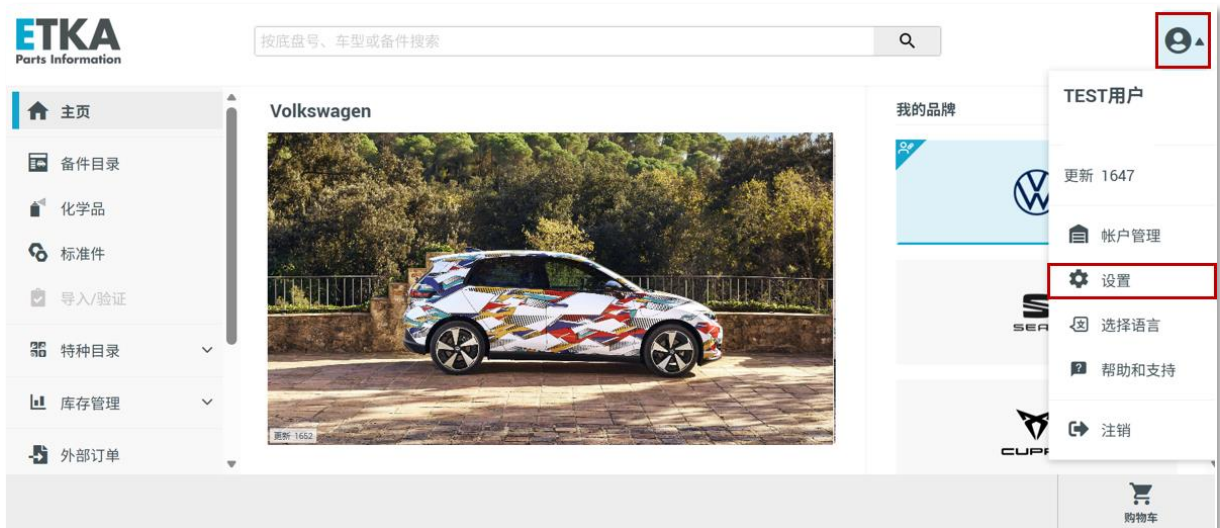 ETKA
Parts Information
按底盘号、车型或备件搜索
主页
备件目录
化学品
标准件
导入/验证
特种目录
库存管理
外部订单
Volkswagen
更新 1652
我的品牌
TEST用户
更新 1647
帐户管理
设置
选择语言
帮助和支持
注销
购物车